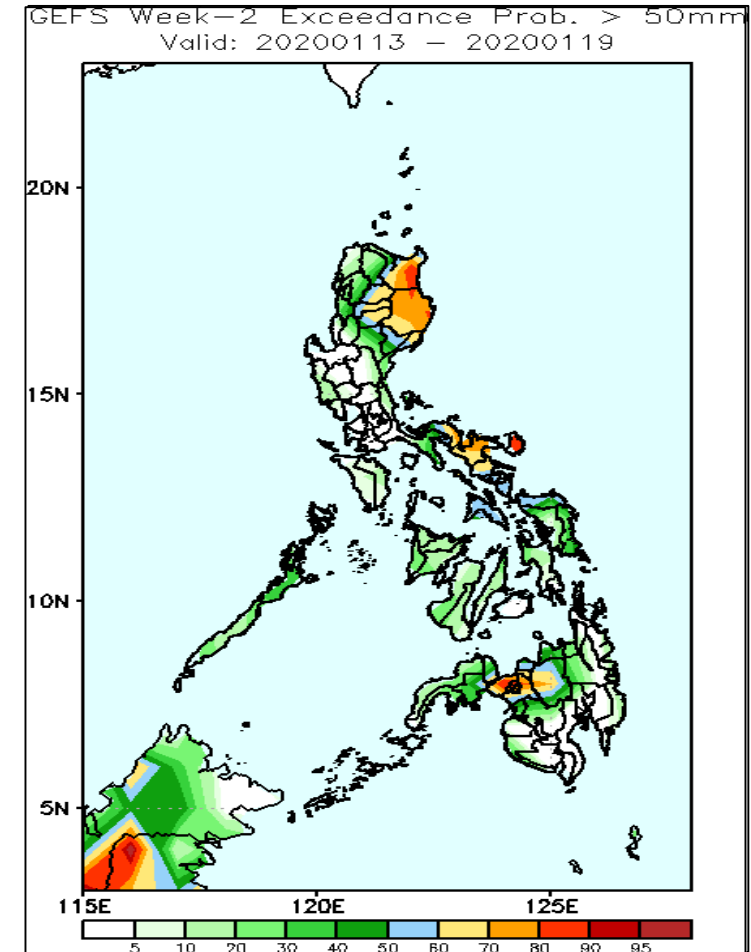 GEFS Week-2 Exceedance Prob. > 50mm
Valid: 20200113 - 20200119
20N
15N
10N
5N
115E 120E 125E
5 10 20 30 40 50 60 70 80 90 95